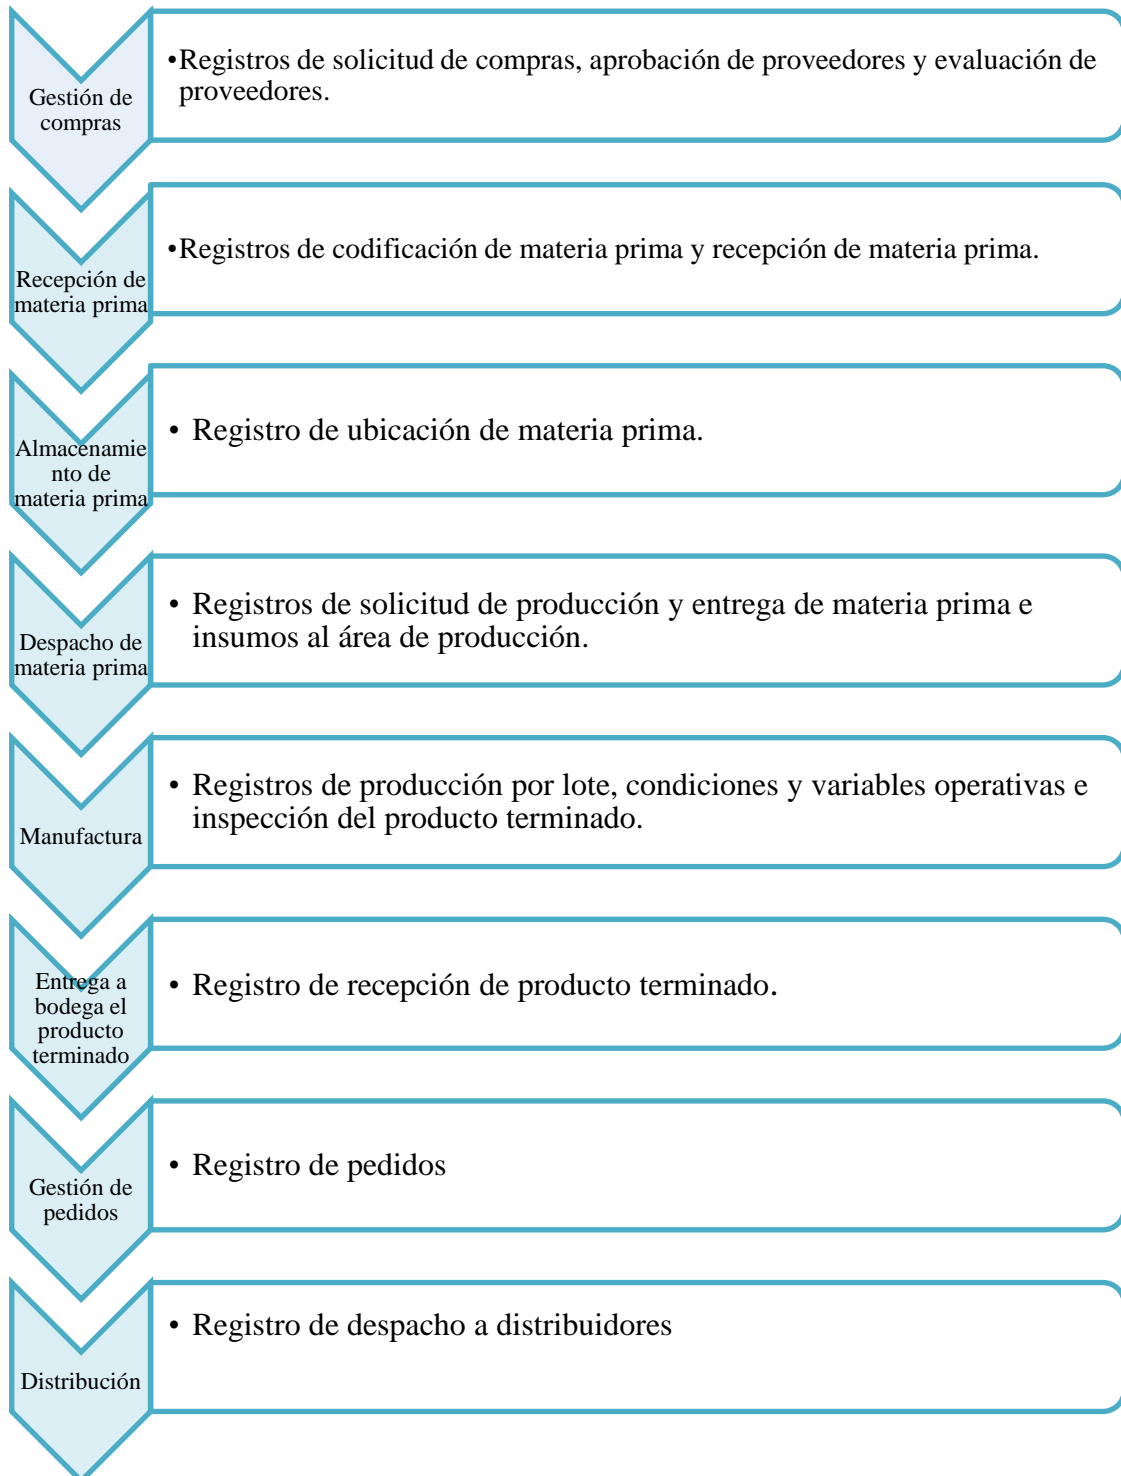 Gestión de
compras
•Registros de solicitud de compras, aprobación de proveedores y evaluación de
proveedores.
Recepción de
materia prima
•Registros de codificación de materia prima y recepción de materia prima.
Almacenamie
nto de
materia prima
• Registro de ubicación de materia prima.
Despacho de
materia prima
• Registros de solicitud de producción y entrega de materia prima e
insumos al área de producción.
Manufactura
• Registros de producción por lote, condiciones y variables operativas e
inspección del producto terminado.
Entrega a
bodega el
producto
terminado
• Registro de recepción de producto terminado.
Gestión de
pedidos
• Registro de pedidos
Distribución
• Registro de despacho a distribuidores